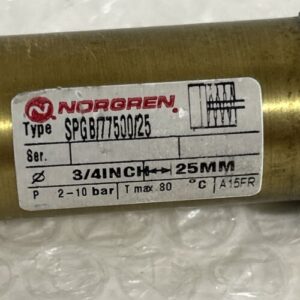 NORGREN
Type SPGB/77500/25
Ser.
Ø 3/4INCH 25MM
P 2-10 bar T max. 80 °C A15FR